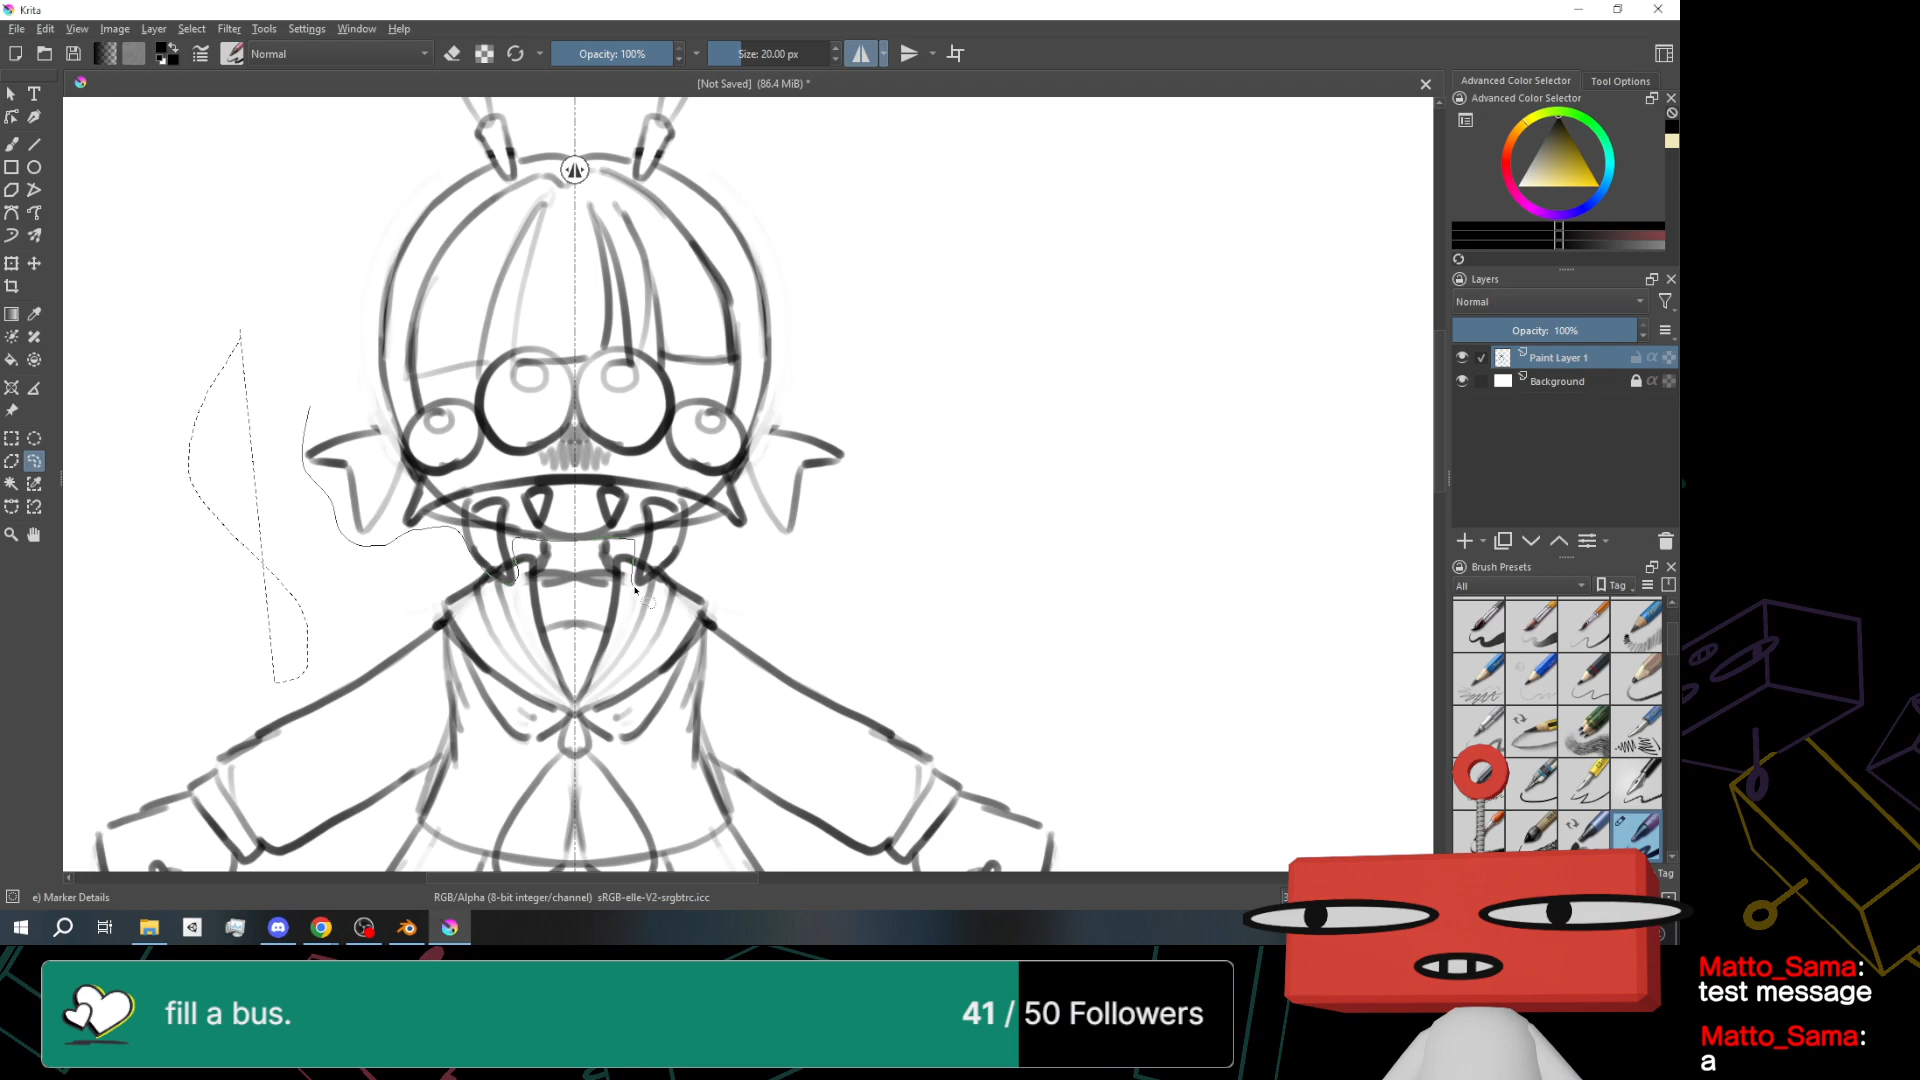 Krita
File Edit View Image Layer Select Filter Tools Settings Window Help
Normal
Opacity: 100%
Size: 20.00 px
[Not Saved] (86.4 MiB) *
Advanced Color Selector
Tool Options
Advanced Color Selector
Layers
Normal
Opacity: 100%
Paint Layer 1
Background
Brush Presets
All
Tag
Tag
e) Marker Details
RGB/Alpha (8-bit integer/channel) sRGB-elle-V2-srgbtrc.icc
fill a bus.
41 / 50 Followers
Matto_Sama:
test message
Matto_Sama:
a